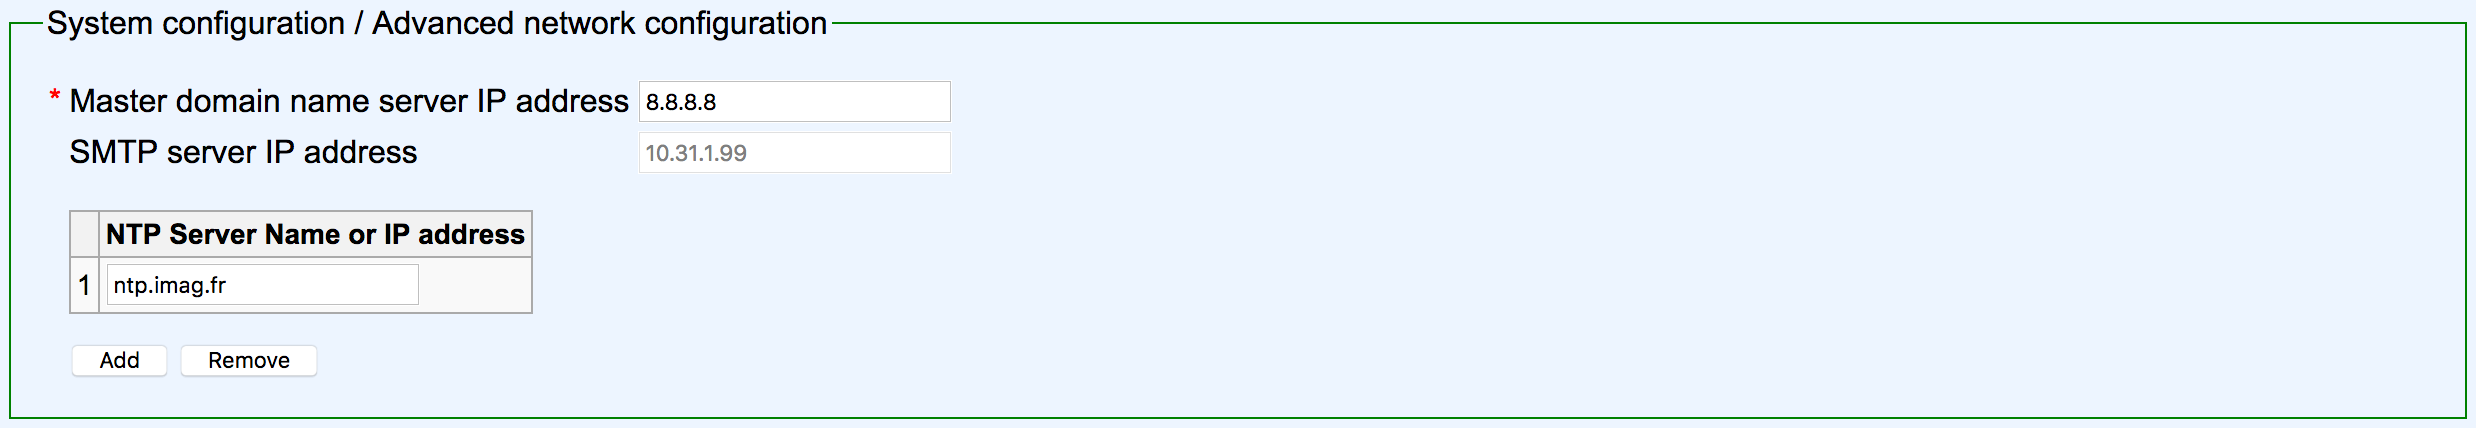 System configuration / Advanced network configuration
* Master domain name server IP address 8.8.8.8
SMTP server IP address 10.31.1.99
NTP Server Name or IP address
1 ntp.imag.fr
Add Remove